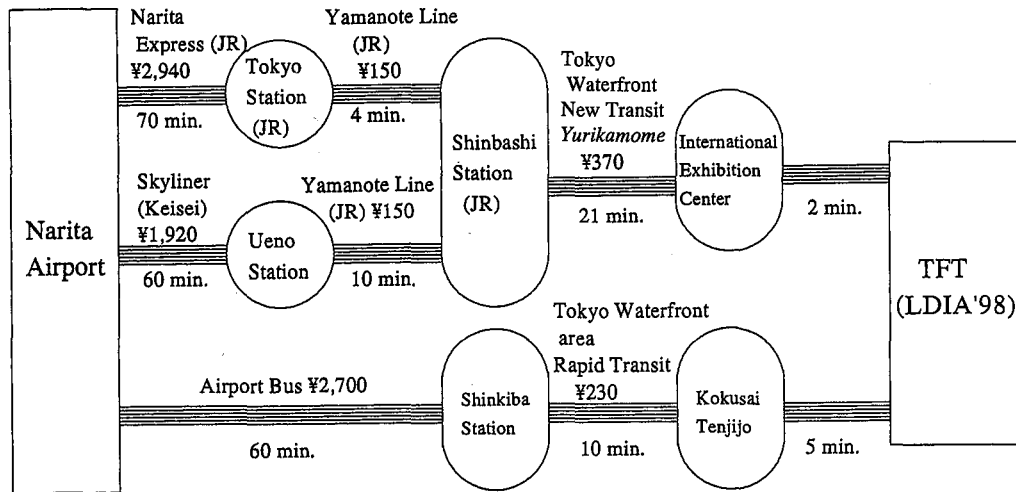 Narita
Airport
Narita
Express (JR)
¥2,940
70 min.
Tokyo
Station
(JR)
Yamanote Line
(JR)
¥150
4 min.
Skyliner
(Keisei)
¥1,920
60 min.
Ueno
Station
Yamanote Line
(JR) ¥150
10 min.
Shinbashi
Station
(JR)
Tokyo
Waterfront
New Transit
Yurikamome
¥370
21 min.
International
Exhibition
Center
2 min.
Airport Bus ¥2,700
60 min.
Shinkiba
Station
Tokyo Waterfront
area
Rapid Transit
¥230
10 min.
Kokusai
Tenjijo
5 min.
TFT
(LDIA'98)